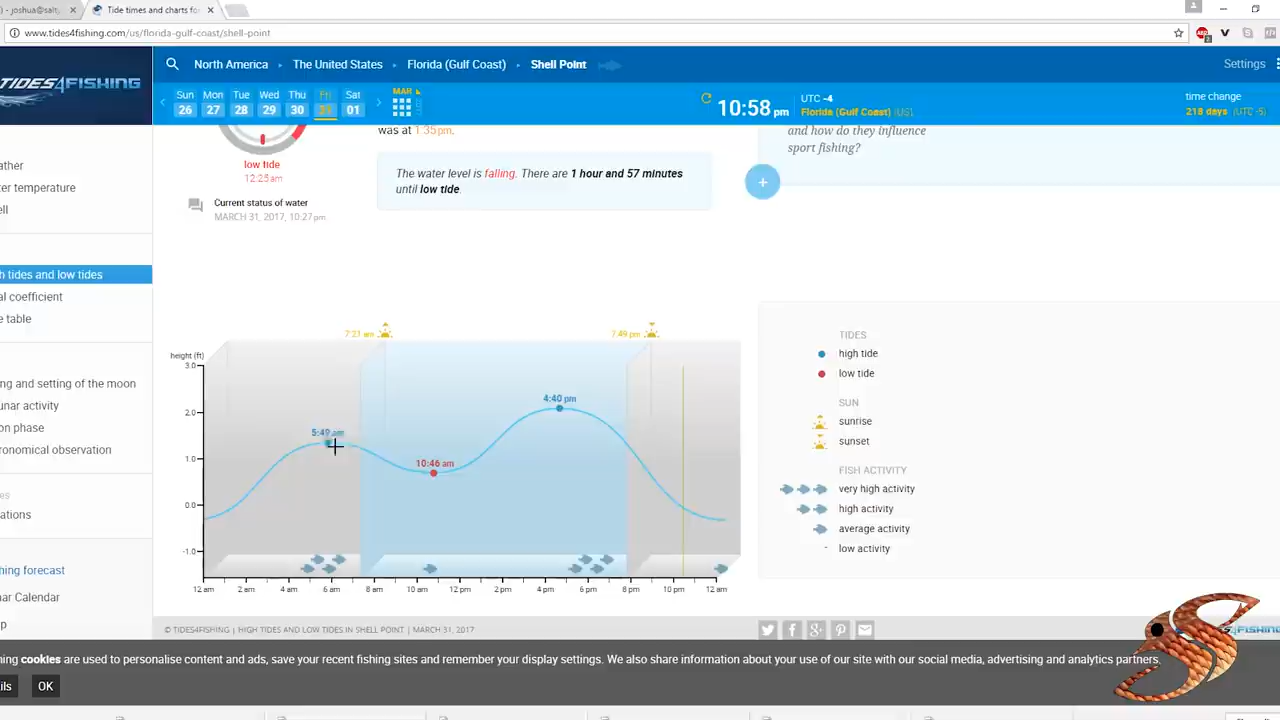 - joshua@salty
Tide times and charts for
www.tides4fishing.com/us/florida-gulf-coast/shell-point
TIDES4FISHING
North America
The United States
Florida (Gulf Coast)
Shell Point
Settings
Sun Mon Tue Wed Thu Fri Sat
26 27 28 29 30 31 01
MAR
10:58 pm
UTC -4
Florida (Gulf Coast) (US)
time change
218 days (UTC -5)
was at 1:35 pm.
and how do they influence
sport fishing?
low tide
12:25 am
The water level is falling. There are 1 hour and 57 minutes
until low tide.
+
Current status of water
MARCH 31, 2017, 10:27 pm
ather
ter temperature
ell
h tides and low tides
al coefficient
e table
ing and setting of the moon
unar activity
on phase
ronomical observation
es
ations
hing forecast
nar Calendar
p
7:21 am
7:49 pm
height (ft)
3.0
2.0
1.0
0.0
-1.0
5:49 am
10:46 am
4:40 pm
12 am 2 am 4 am 6 am 8 am 10 am 12 pm 2 pm 4 pm 6 pm 8 pm 10 pm 12 am
TIDES
high tide
low tide
SUN
sunrise
sunset
FISH ACTIVITY
very high activity
high activity
average activity
low activity
© TIDES4FISHING | HIGH TIDES AND LOW TIDES IN SHELL POINT | MARCH 31, 2017
hing cookies are used to personalise content and ads, save your recent fishing sites and remember your display settings. We also share information about your use of our site with our social media, advertising and analytics partners.
ils
OK